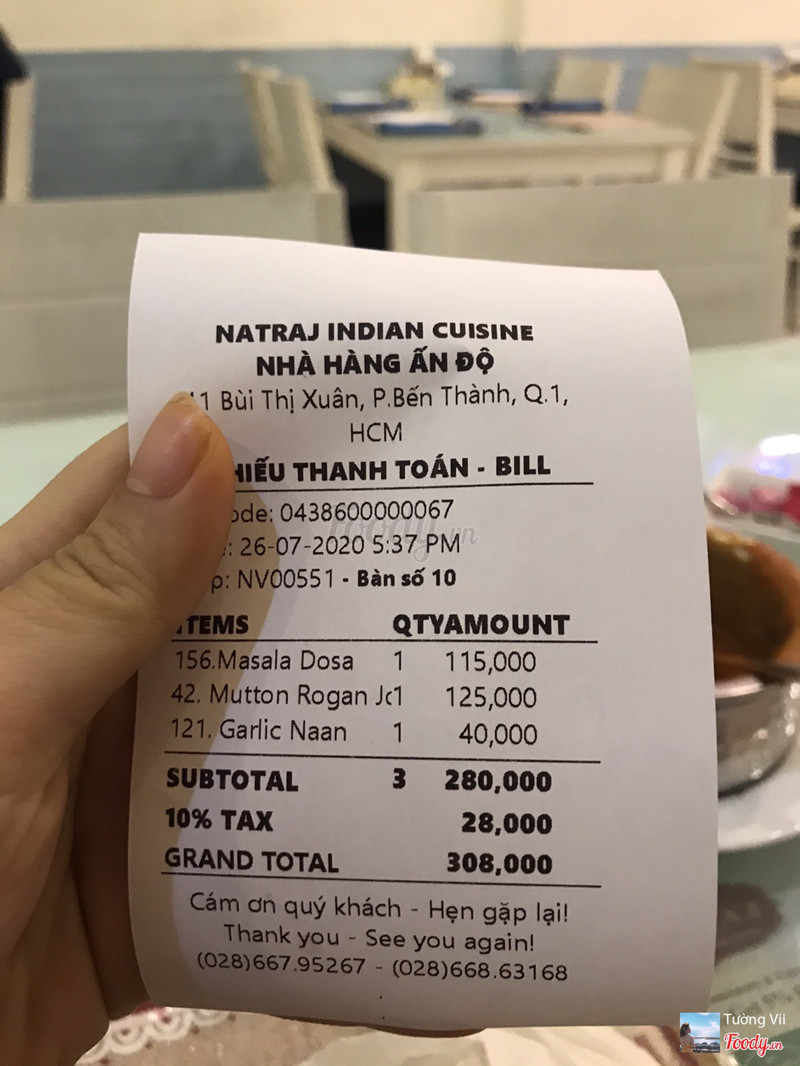 NATRAJ INDIAN CUISINE
NHÀ HÀNG ẤN ĐỘ
1 Bùi Thị Xuân, P.Bến Thành, Q.1,
HCM
HIẾU THANH TOÁN - BILL
ode: 0438600000067
: 26-07-2020 5:37 PM
p: NV00551 - Bàn số 10
ITEMS QTYAMOUNT
156.Masala Dosa 1 115,000
42. Mutton Rogan Jo1 125,000
121. Garlic Naan 1 40,000
SUBTOTAL 3 280,000
10% TAX 28,000
GRAND TOTAL 308,000
Cám ơn quý khách - Hẹn gặp lại!
Thank you - See you again!
(028)667.95267 - (028)668.63168
Foody.vn
Tường Vii
Foody.vn